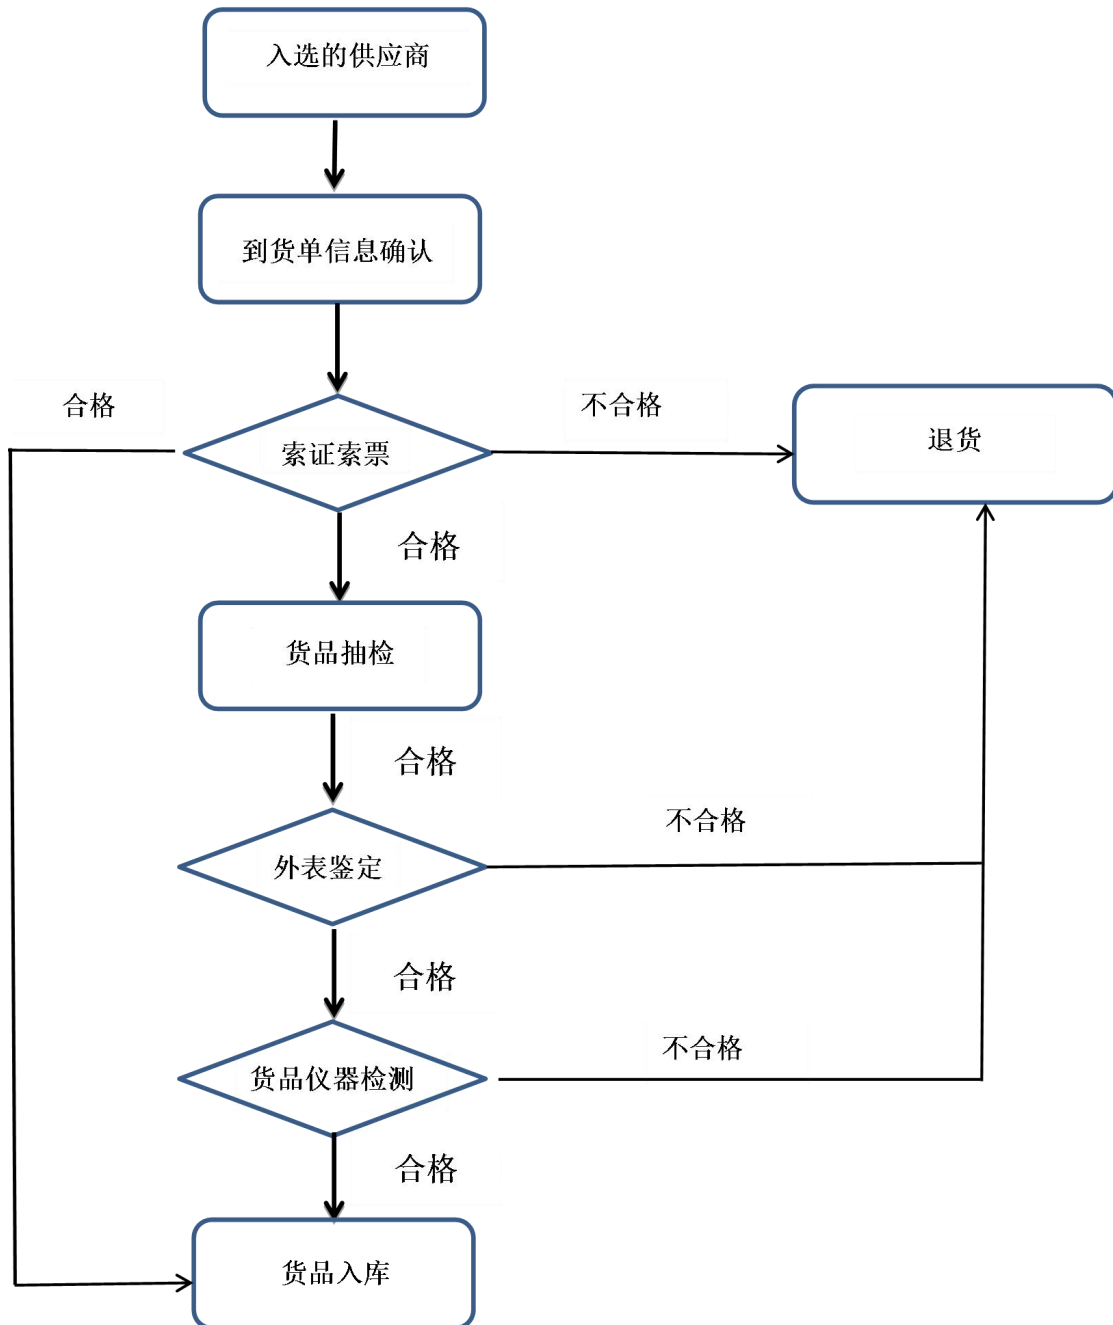 入选的供应商
到货单信息确认
合格
不合格
索证索票
退货
合格
货品抽检
合格
不合格
外表鉴定
合格
不合格
货品仪器检测
合格
货品入库